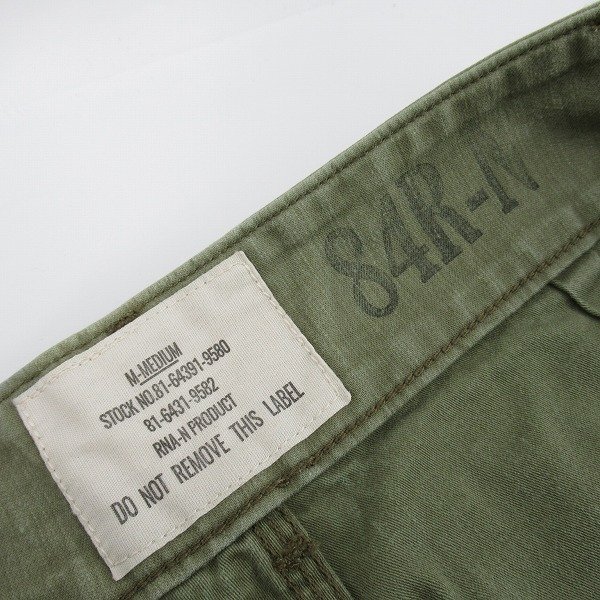 84R-N
M-MEDIUM
STOCK NO.81-64391-9580
81-6431-9582
RNA-N PRODUCT
DO NOT REMOVE THIS LABEL